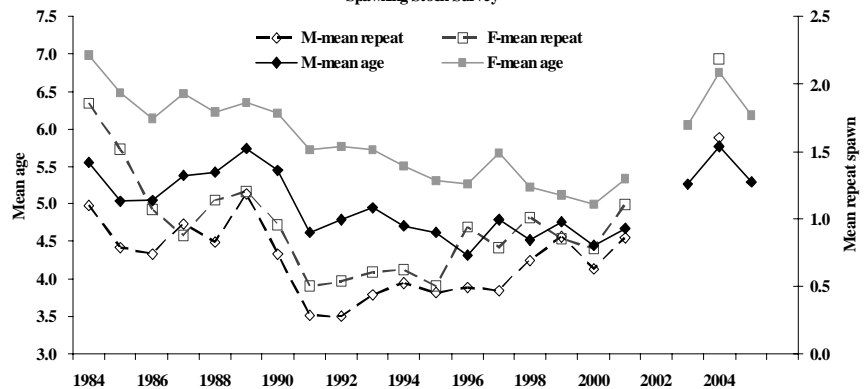 Spawning Stock Survey
M-mean repeat F-mean repeat
M-mean age F-mean age
Mean age
7.5
7.0
6.5
6.0
5.5
5.0
4.5
4.0
3.5
3.0
2.5
2.0
1.5
1.0
0.5
0.0
Mean repeat spawn
1984 1986 1988 1990 1992 1994 1996 1998 2000 2002 2004